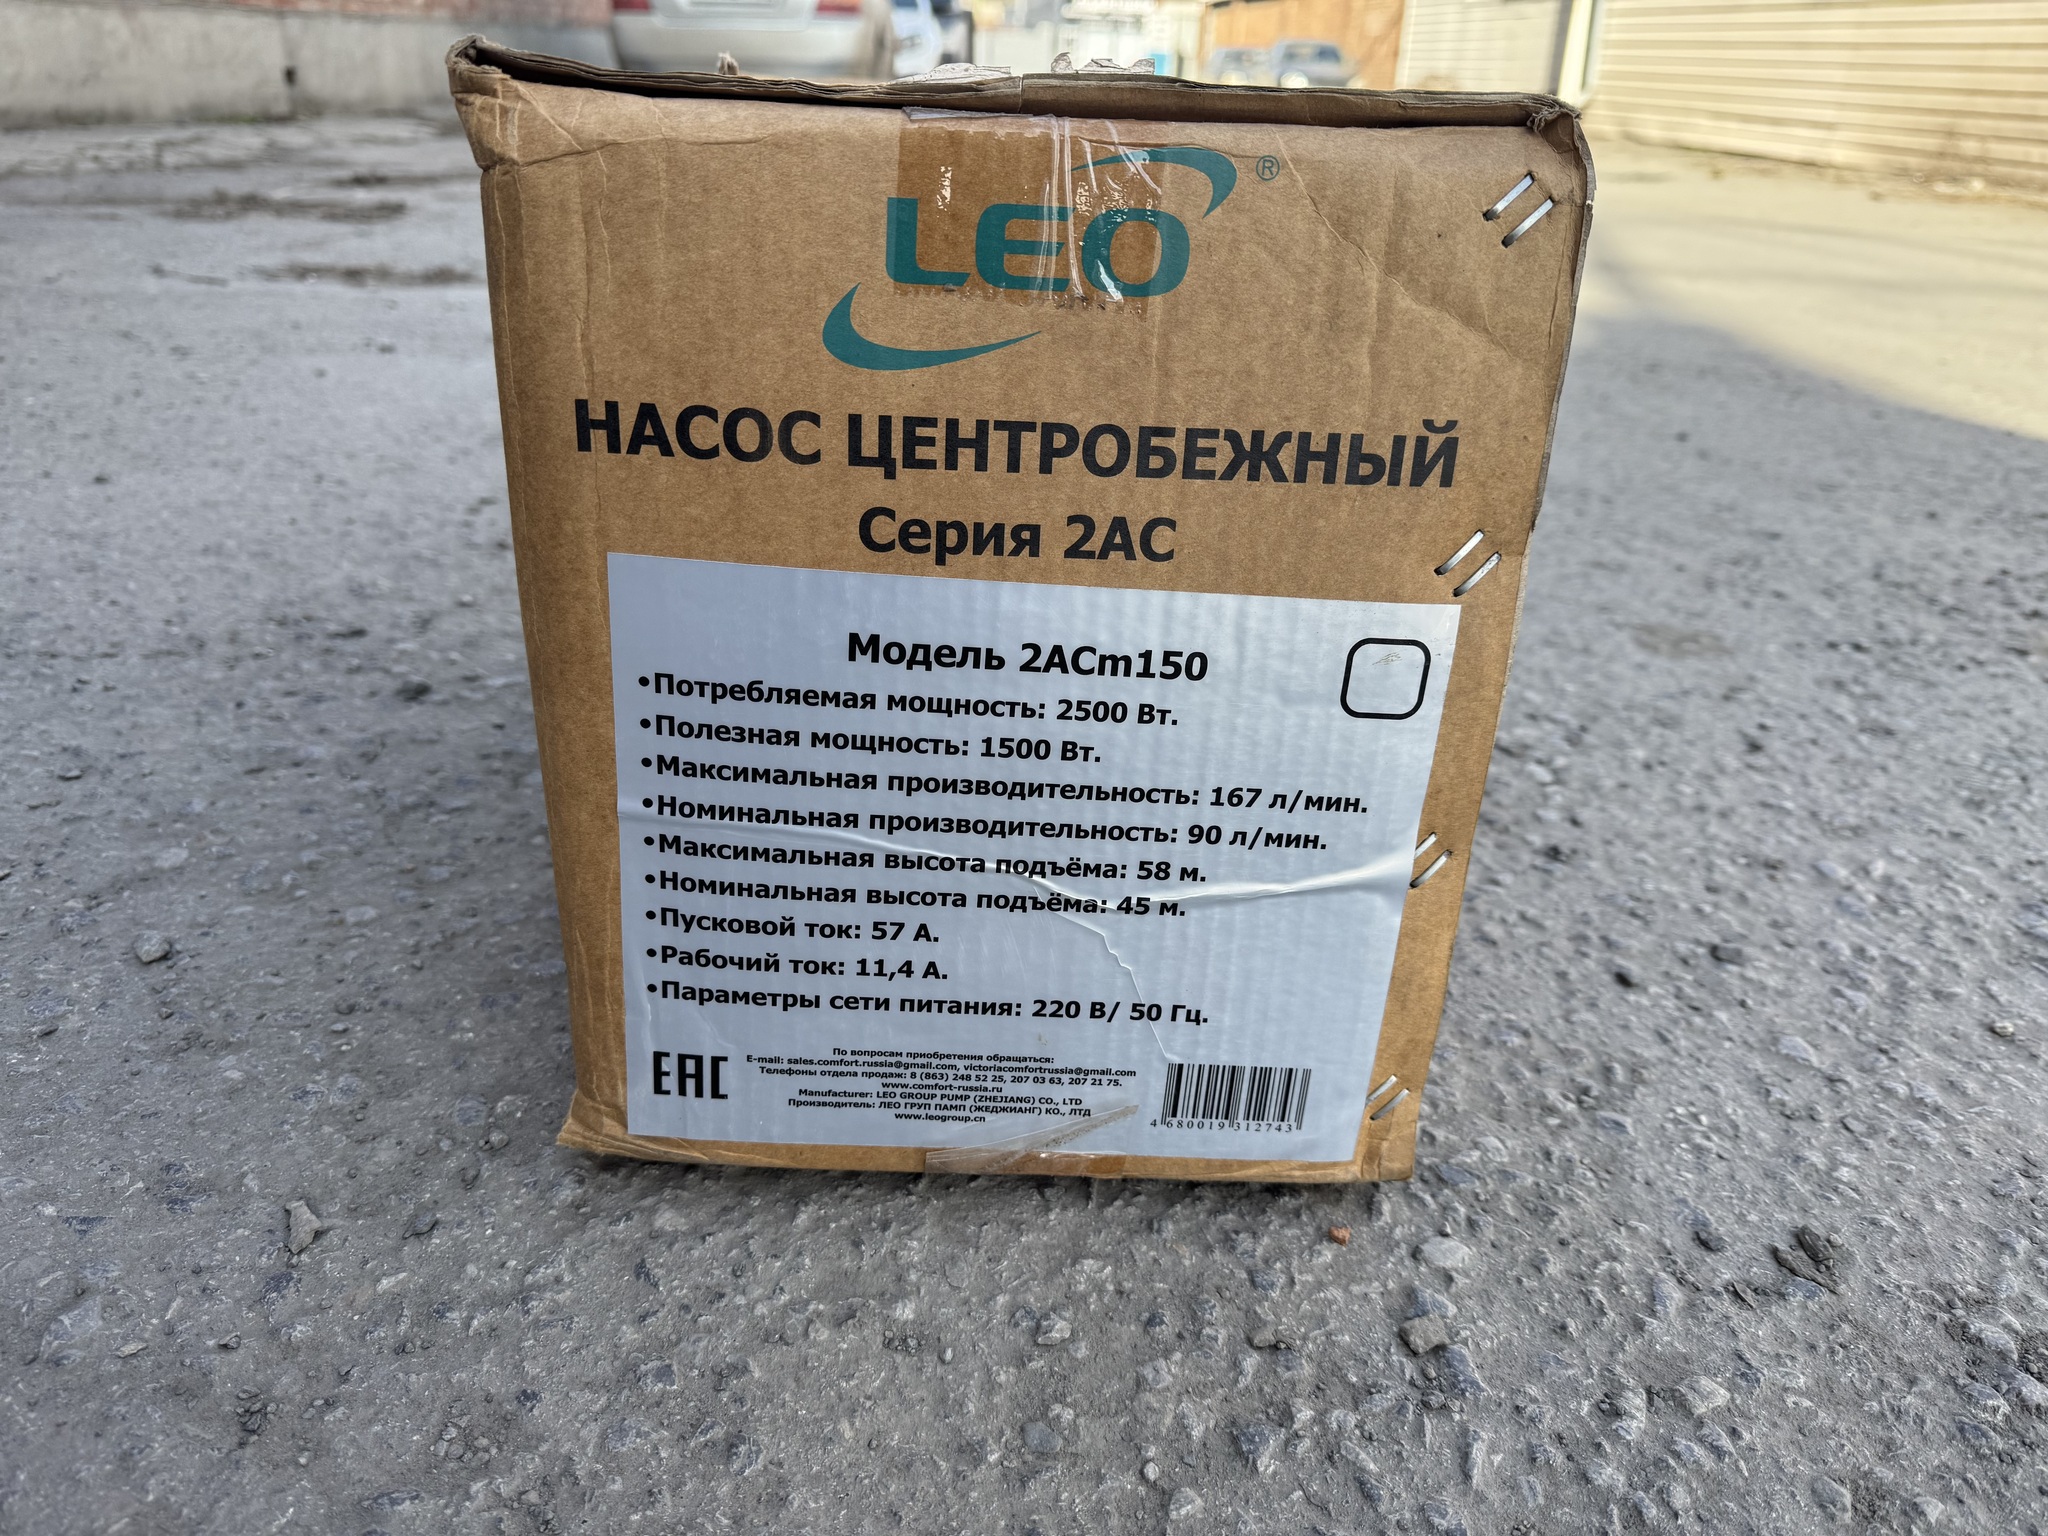 LEO®
НАСОС ЦЕНТРОБЕЖНЫЙ
Серия 2АС
Модель 2ACm150
•Потребляемая мощность: 2500 Вт.
•Полезная мощность: 1500 Вт.
•Максимальная производительность: 167 л/мин.
•Номинальная производительность: 90 л/мин.
•Максимальная высота подъёма: 58 м.
•Номинальная высота подъёма: 45 м.
•Пусковой ток: 57 А.
•Рабочий ток: 11,4 А.
•Параметры сети питания: 220 В/ 50 Гц.
EAC
По вопросам приобретения обращаться:
E-mail: sales.comfort.russia@gmail.com, victoriacomfortrussia@gmail.com
Телефоны отдела продаж: 8 (863) 248 52 25, 207 03 63, 207 21 75.
www.comfort-russia.ru
Manufacturer: LEO GROUP PUMP (ZHEJIANG) CO., LTD
Производитель: ЛЕО ГРУП ПАМП (ЖЕДЖИАНГ) КО., ЛТД
www.leogroup.cn
4 680019 312743